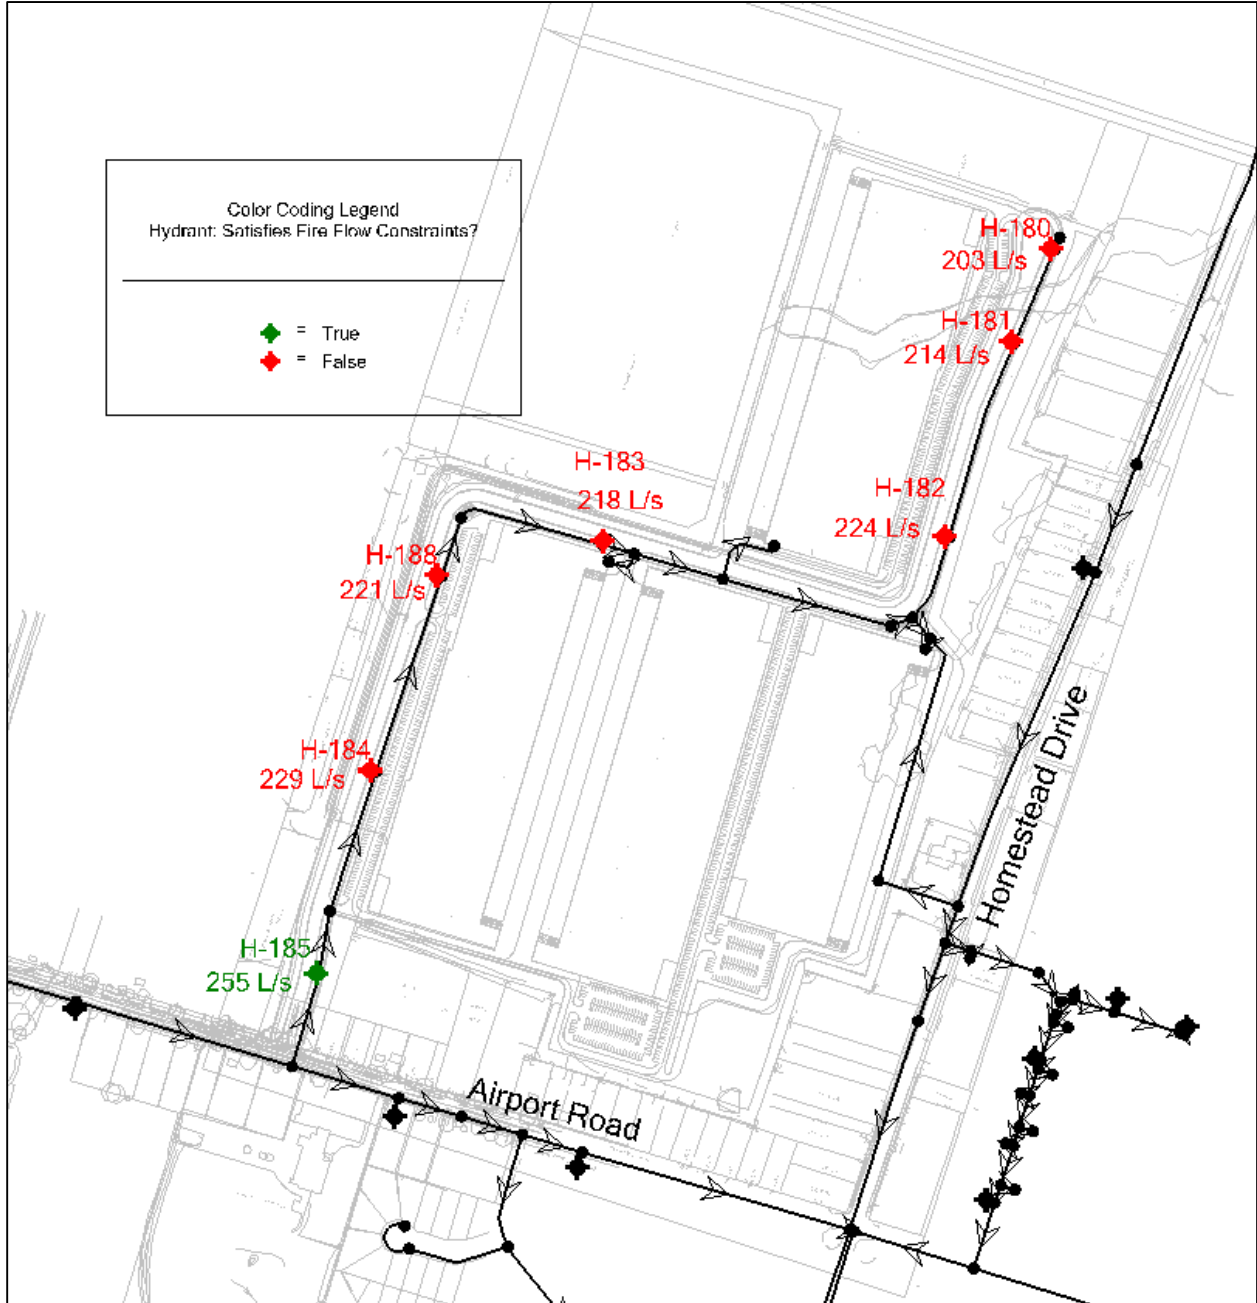 Color Coding Legend
Hydrant: Satisfies Fire Flow Constraints?
= True
= False
H-180
203 L/s
H-181
214 L/s
H-183
218 L/s
H-182
224 L/s
H-188
221 L/s
H-184
229 L/s
H-185
255 L/s
Homestead Drive
Airport Road